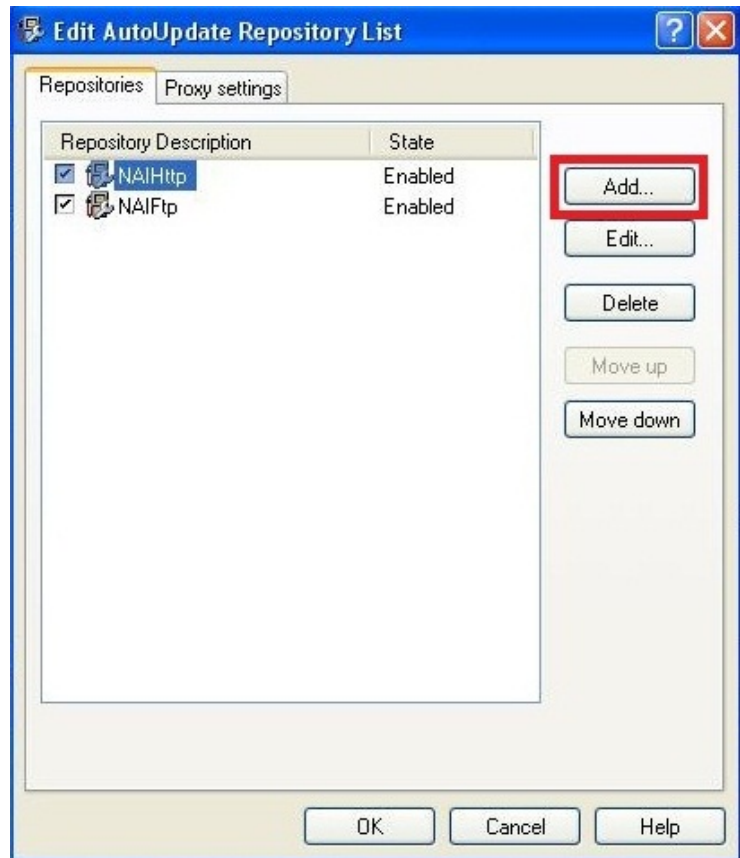 Edit AutoUpdate Repository List
Repositories Proxy settings
Repository Description State
NAIHttp Enabled
NAIFtp Enabled
Add...
Edit...
Delete
Move up
Move down
OK Cancel Help